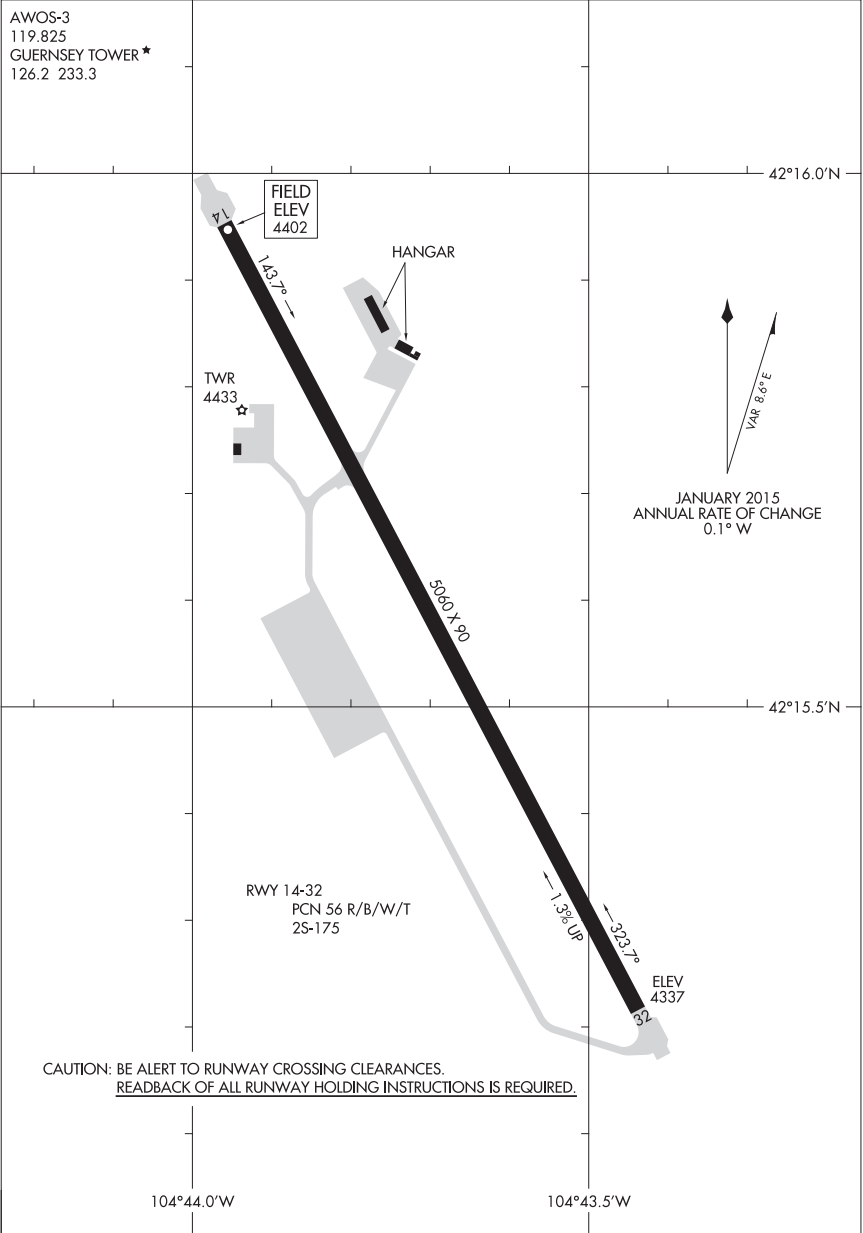 AWOS-3
119.825
GUERNSEY TOWER★
126.2 233.3
42°16.0'N
FIELD
ELEV
4402
14
143.7°
HANGAR
TWR
4433
VAR 8.6° E
JANUARY 2015
ANNUAL RATE OF CHANGE
0.1° W
5060 X 90
42°15.5'N
RWY 14-32
PCN 56 R/B/W/T
2S-175
1.3% UP
323.7°
ELEV
4337
32
CAUTION: BE ALERT TO RUNWAY CROSSING CLEARANCES.
READBACK OF ALL RUNWAY HOLDING INSTRUCTIONS IS REQUIRED.
104°44.0'W
104°43.5'W